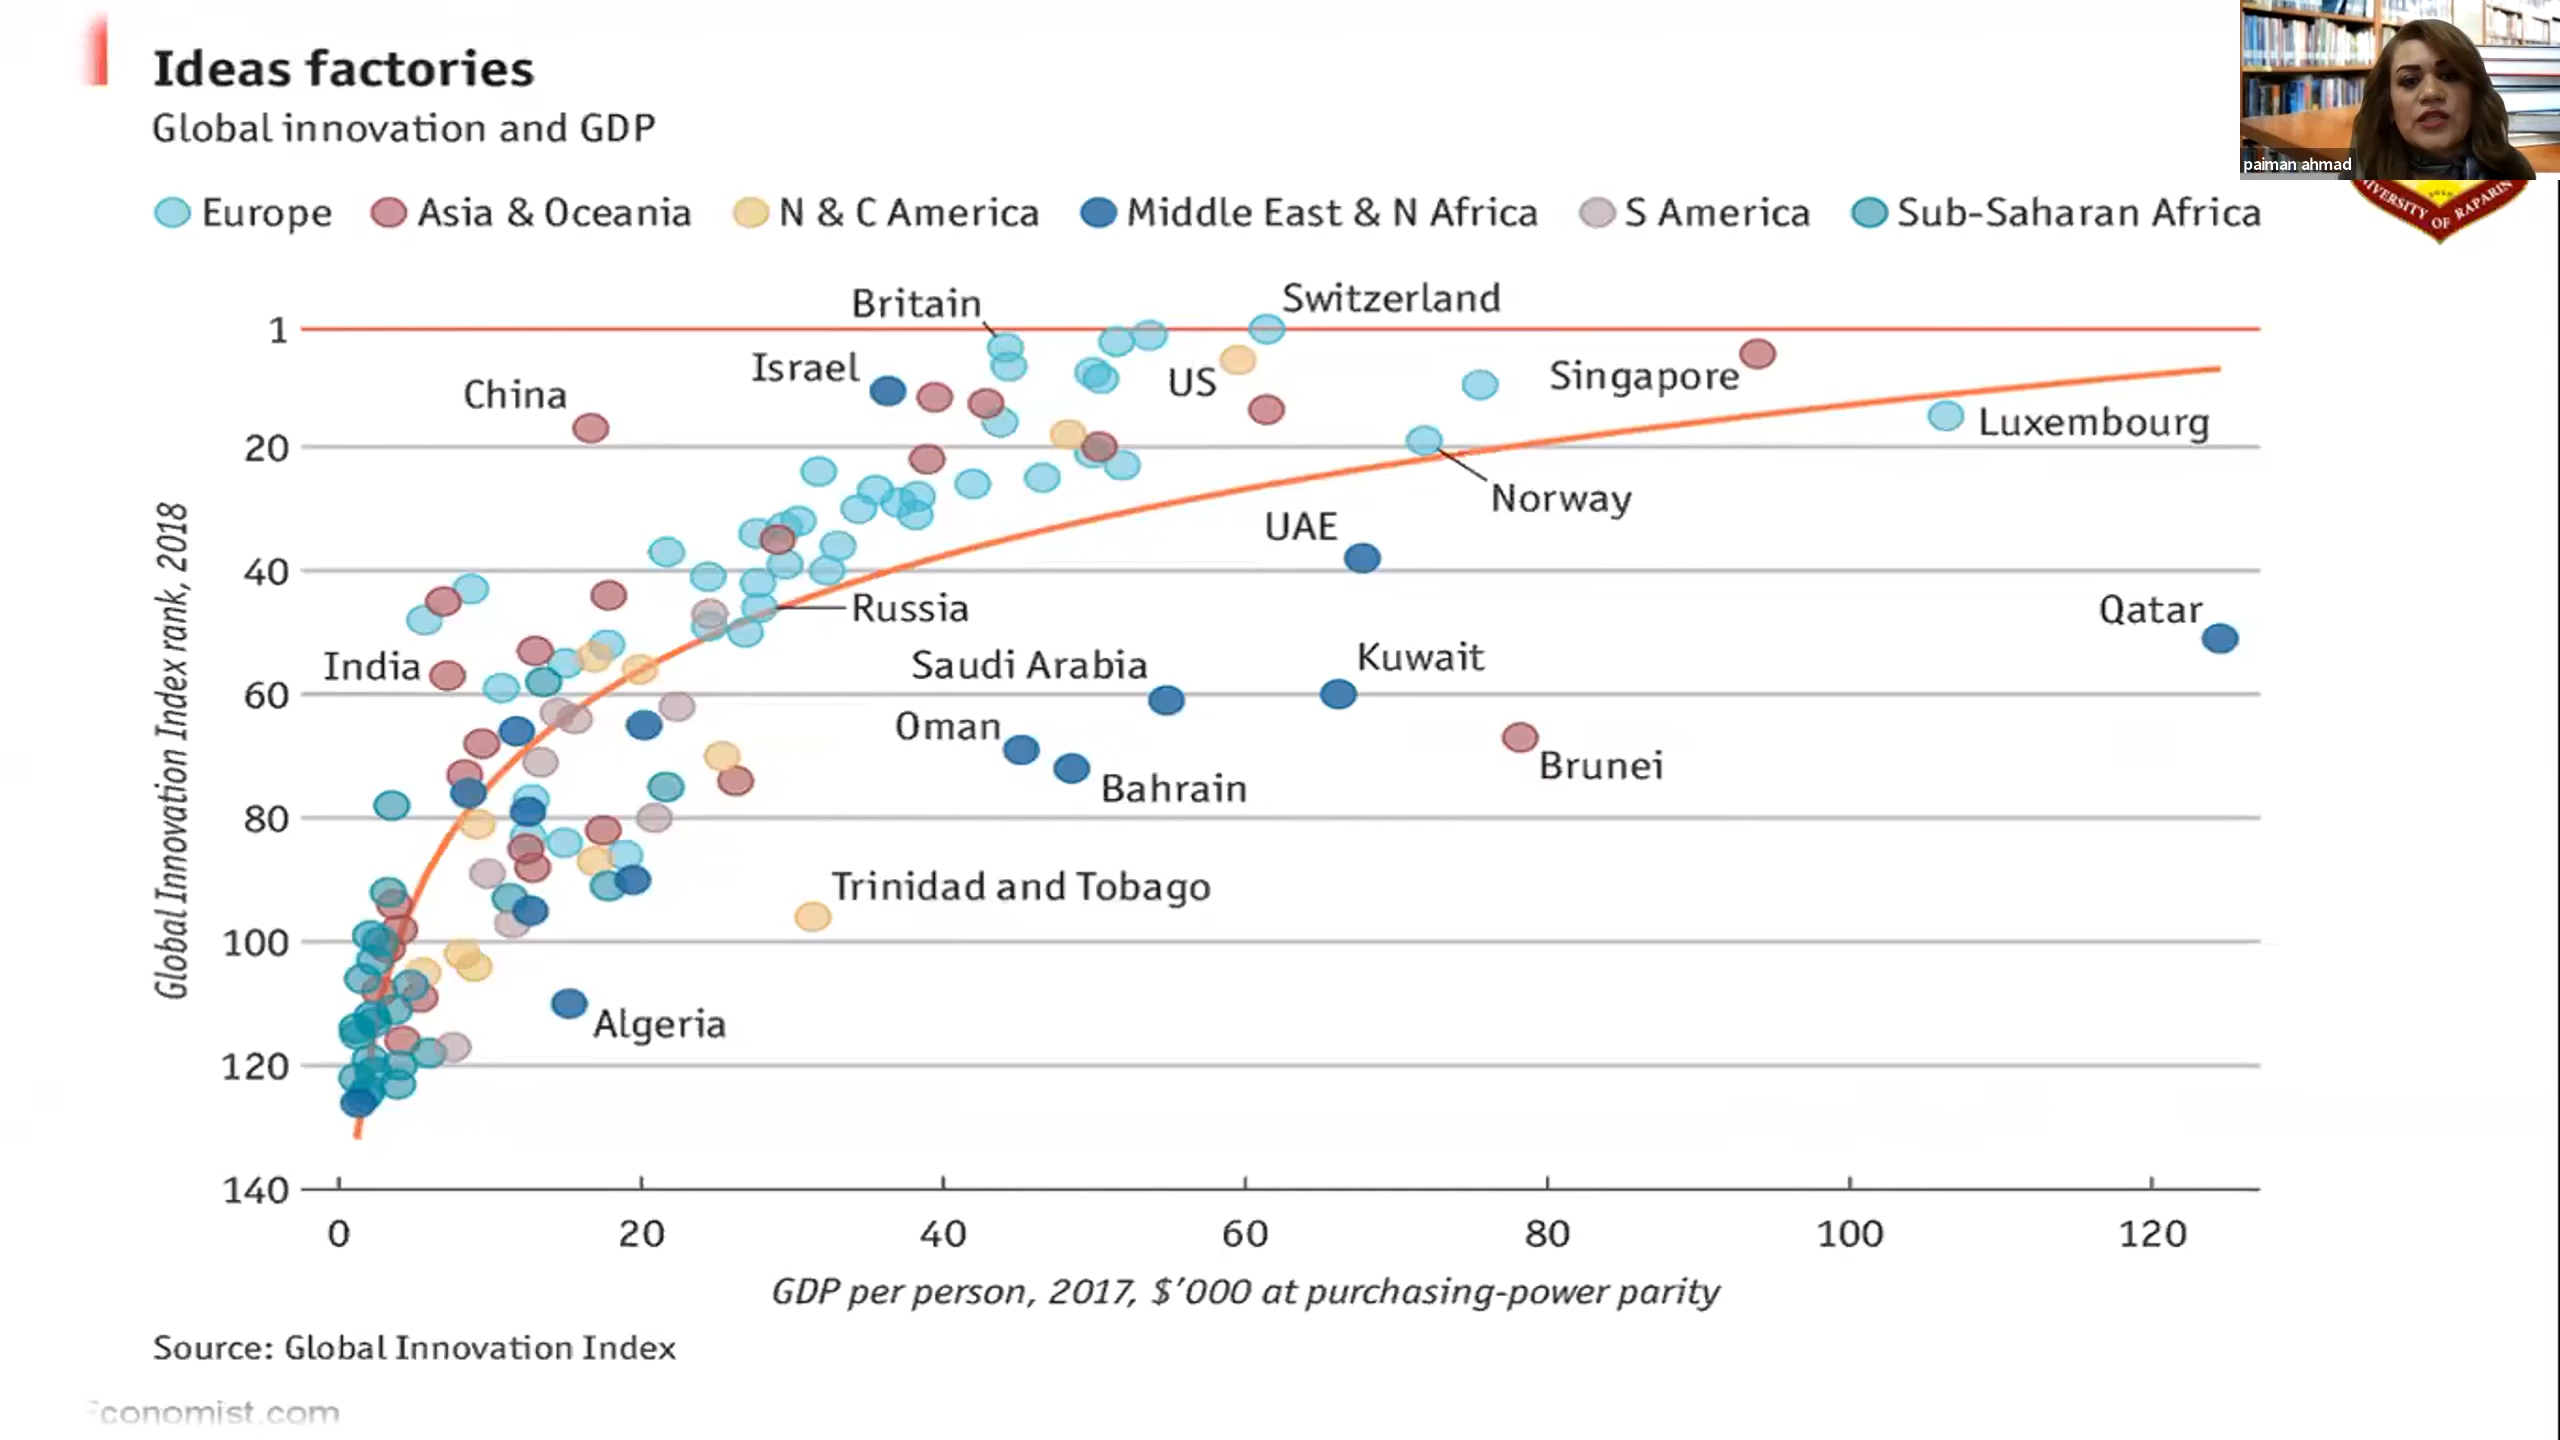 Ideas factories
Global innovation and GDP
paiman ahmad
OF RAPARIN
Europe Asia & Oceania N & C America Middle East & N Africa S America Sub-Saharan Africa
Britain
Switzerland
1
Israel
China
US
Singapore
Luxembourg
20
Norway
UAE
40
Russia
Qatar
India
Saudi Arabia
Kuwait
60
Oman
Bahrain
Brunei
80
Trinidad and Tobago
100
Algeria
120
140
Global Innovation Index rank, 2018
0 20 40 60 80 100 120
GDP per person, 2017, $’000 at purchasing-power parity
Source: Global Innovation Index
Economist.com